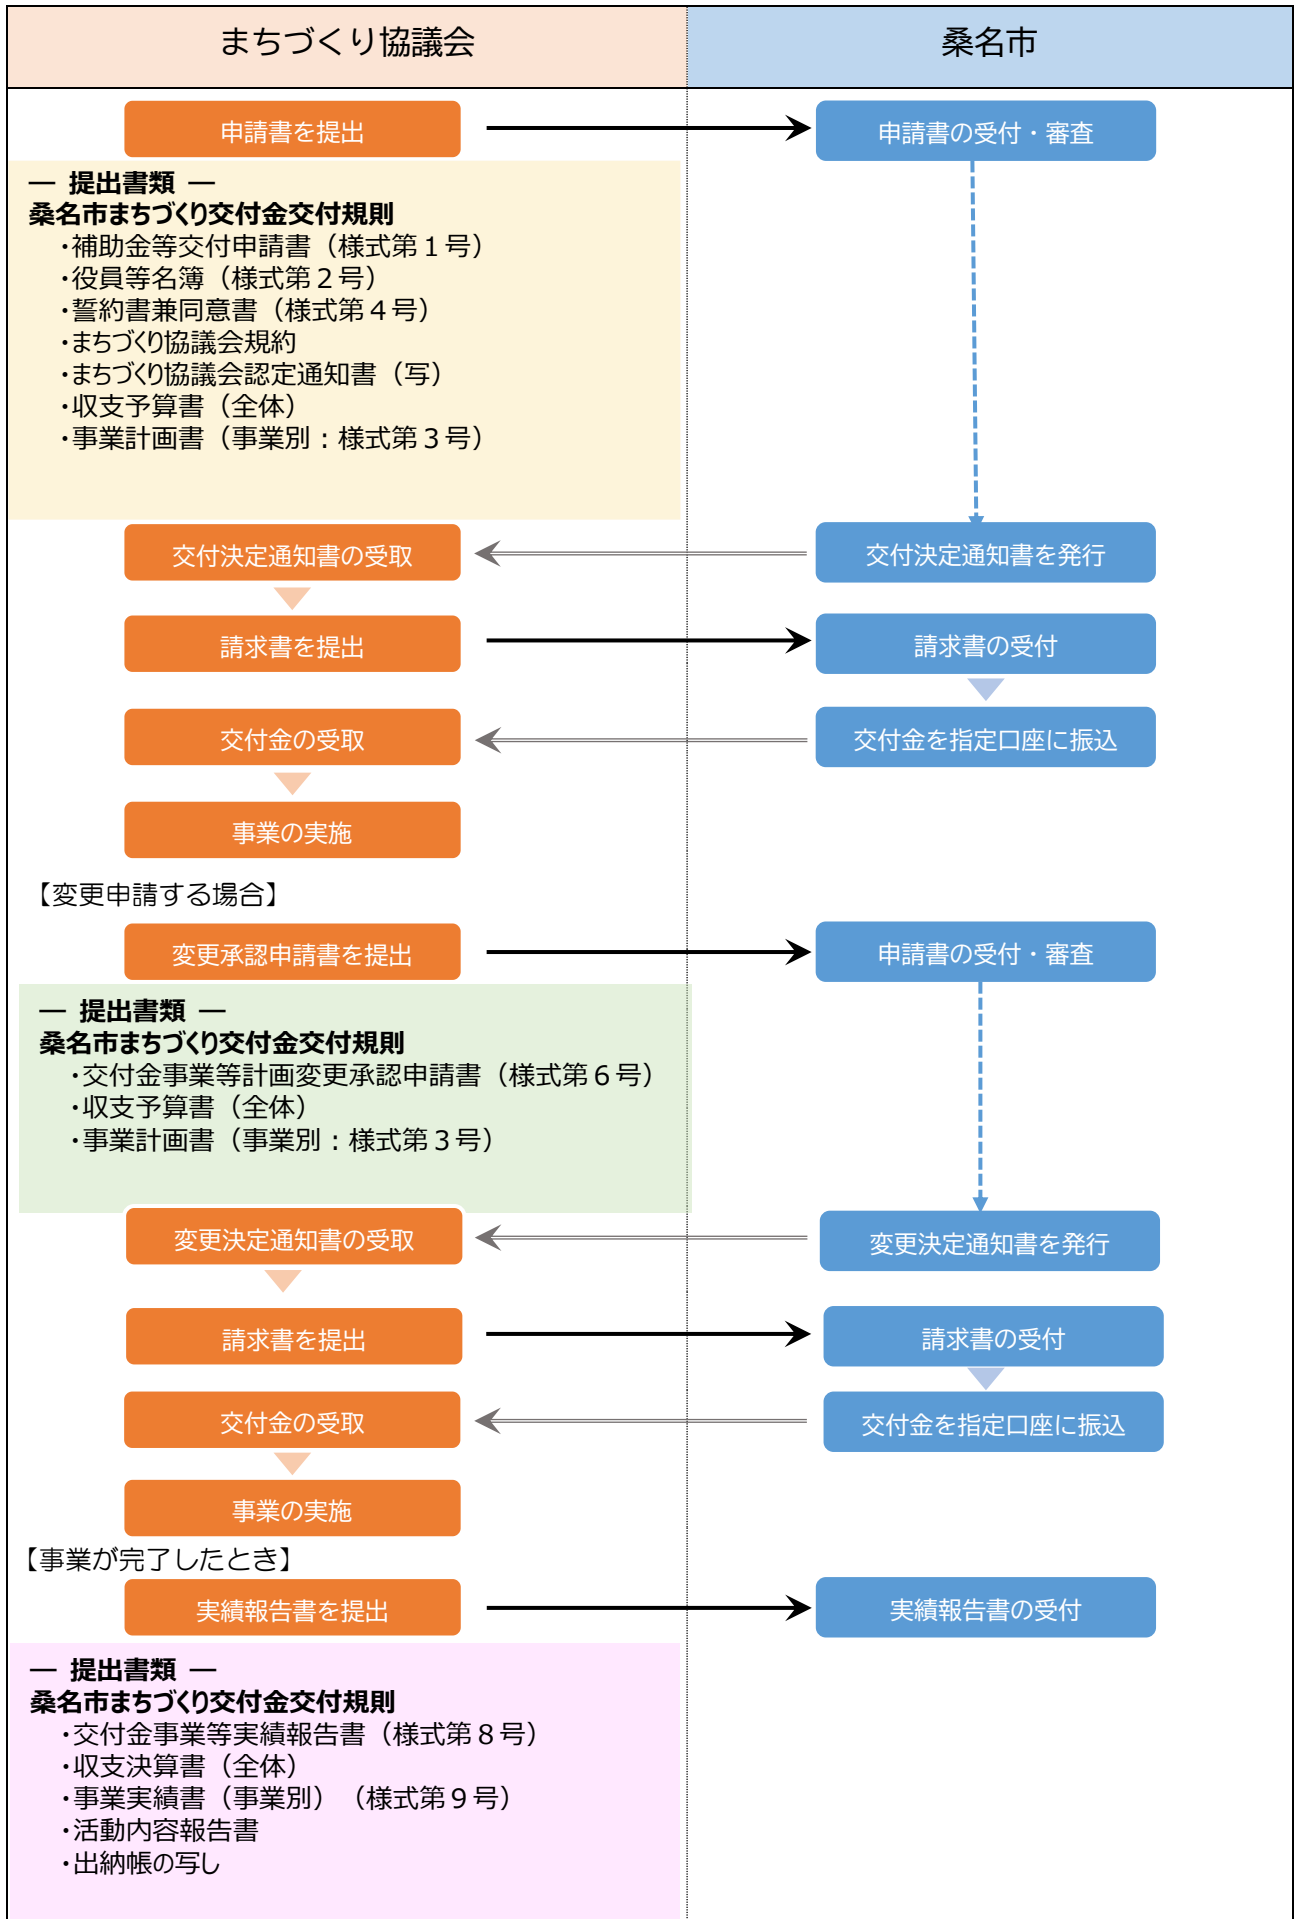 まちづくり協議会
桑名市
申請書を提出
申請書の受付・審査
― 提出書類 ―
桑名市まちづくり交付金交付規則
・補助金等交付申請書（様式第１号）
・役員等名簿（様式第２号）
・誓約書兼同意書（様式第４号）
・まちづくり協議会規約
・まちづくり協議会認定通知書（写）
・収支予算書（全体）
・事業計画書（事業別：様式第３号）
交付決定通知書の受取
交付決定通知書を発行
請求書を提出
請求書の受付
交付金の受取
交付金を指定口座に振込
事業の実施
【変更申請する場合】
変更承認申請書を提出
申請書の受付・審査
― 提出書類 ―
桑名市まちづくり交付金交付規則
・交付金事業等計画変更承認申請書（様式第６号）
・収支予算書（全体）
・事業計画書（事業別：様式第３号）
変更決定通知書の受取
変更決定通知書を発行
請求書を提出
請求書の受付
交付金の受取
交付金を指定口座に振込
事業の実施
【事業が完了したとき】
実績報告書を提出
実績報告書の受付
― 提出書類 ―
桑名市まちづくり交付金交付規則
・交付金事業等実績報告書（様式第８号）
・収支決算書（全体）
・事業実績書（事業別）（様式第９号）
・活動内容報告書
・出納帳の写し